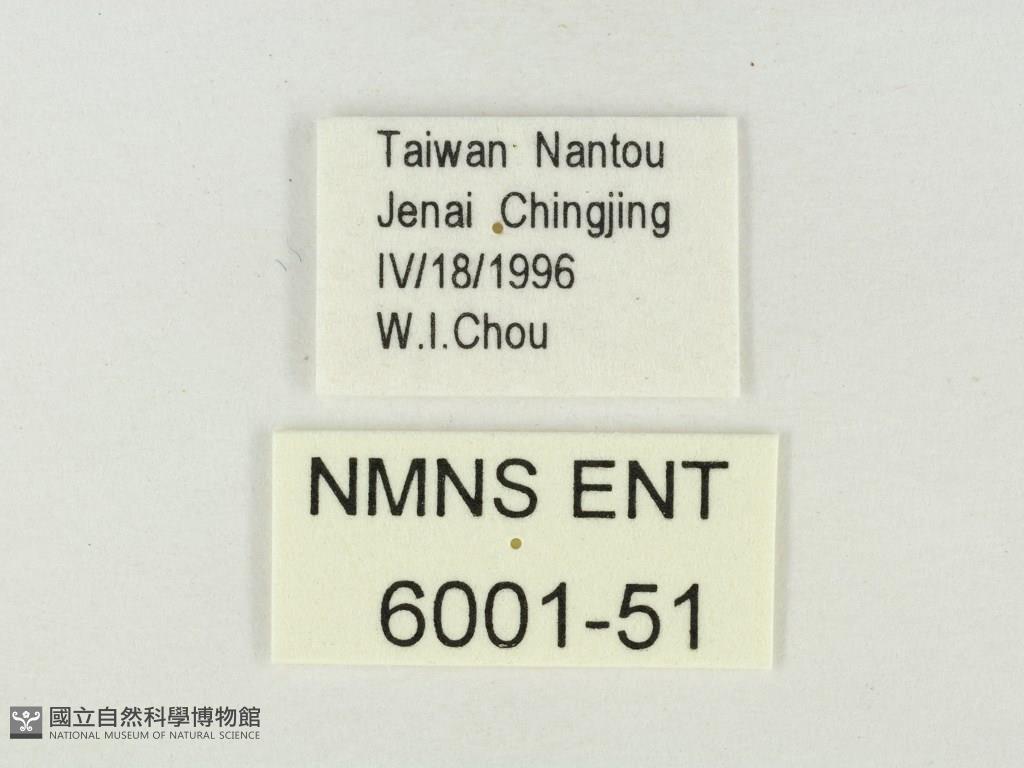 Taiwan Nantou
Jenai Chingjing
IV/18/1996
W.I.Chou
NMNS ENT
6001-51
國立自然科學博物館
NATIONAL MUSEUM OF NATURAL SCIENCE